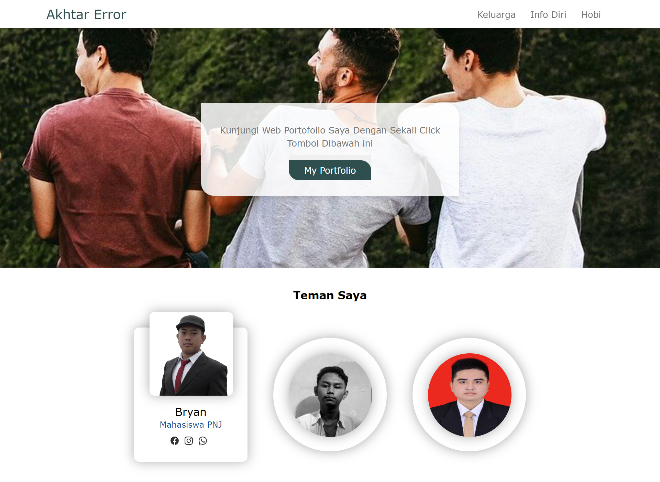 Akhtar Error
Keluarga Info Diri Hobi
Kunjungi Web Portofolio Saya Dengan Sekali Click
Tombol Dibawah Ini
My Portfolio
Teman Saya
Bryan
Mahasiswa PNJ